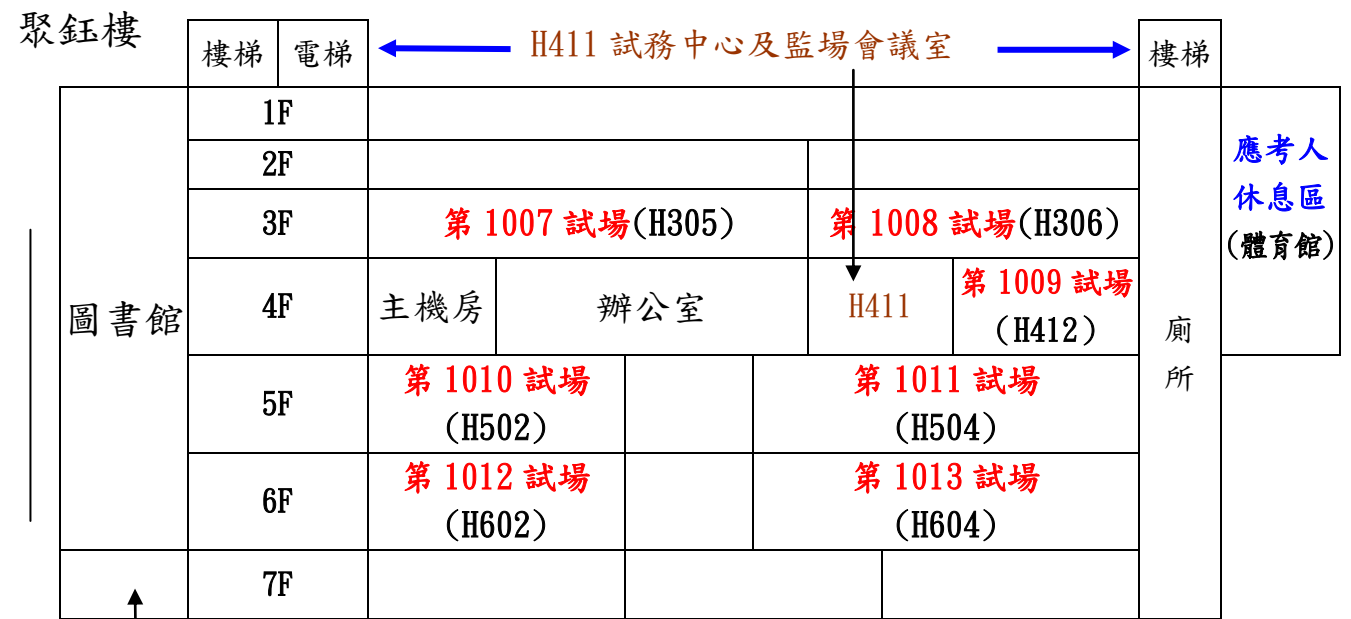 聚鈺樓
樓梯 電梯 H411 試務中心及監場會議室 樓梯
圖書館
1F
2F
3F 第 1007 試場(H305) 第 1008 試場(H306)
4F 主機房 辦公室 H411 第 1009 試場
(H412)
5F 第 1010 試場 第 1011 試場
(H502) (H504)
6F 第 1012 試場 第 1013 試場
(H602) (H604)
7F
廁所
應考人
休息區
(體育館)